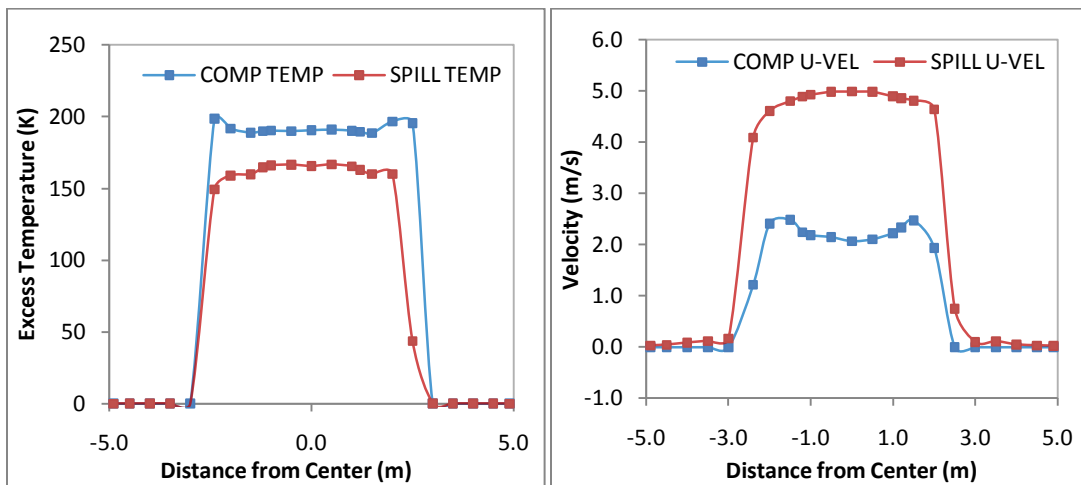 250
200
150
100
50
0
Excess Temperature (K)
COMP TEMP
SPILL TEMP
-5.0 0.0 5.0
Distance from Center (m)
6.0
5.0
4.0
3.0
2.0
1.0
0.0
-1.0
Velocity (m/s)
COMP U-VEL
SPILL U-VEL
-5.0 -3.0 -1.0 1.0 3.0 5.0
Distance from Center (m)